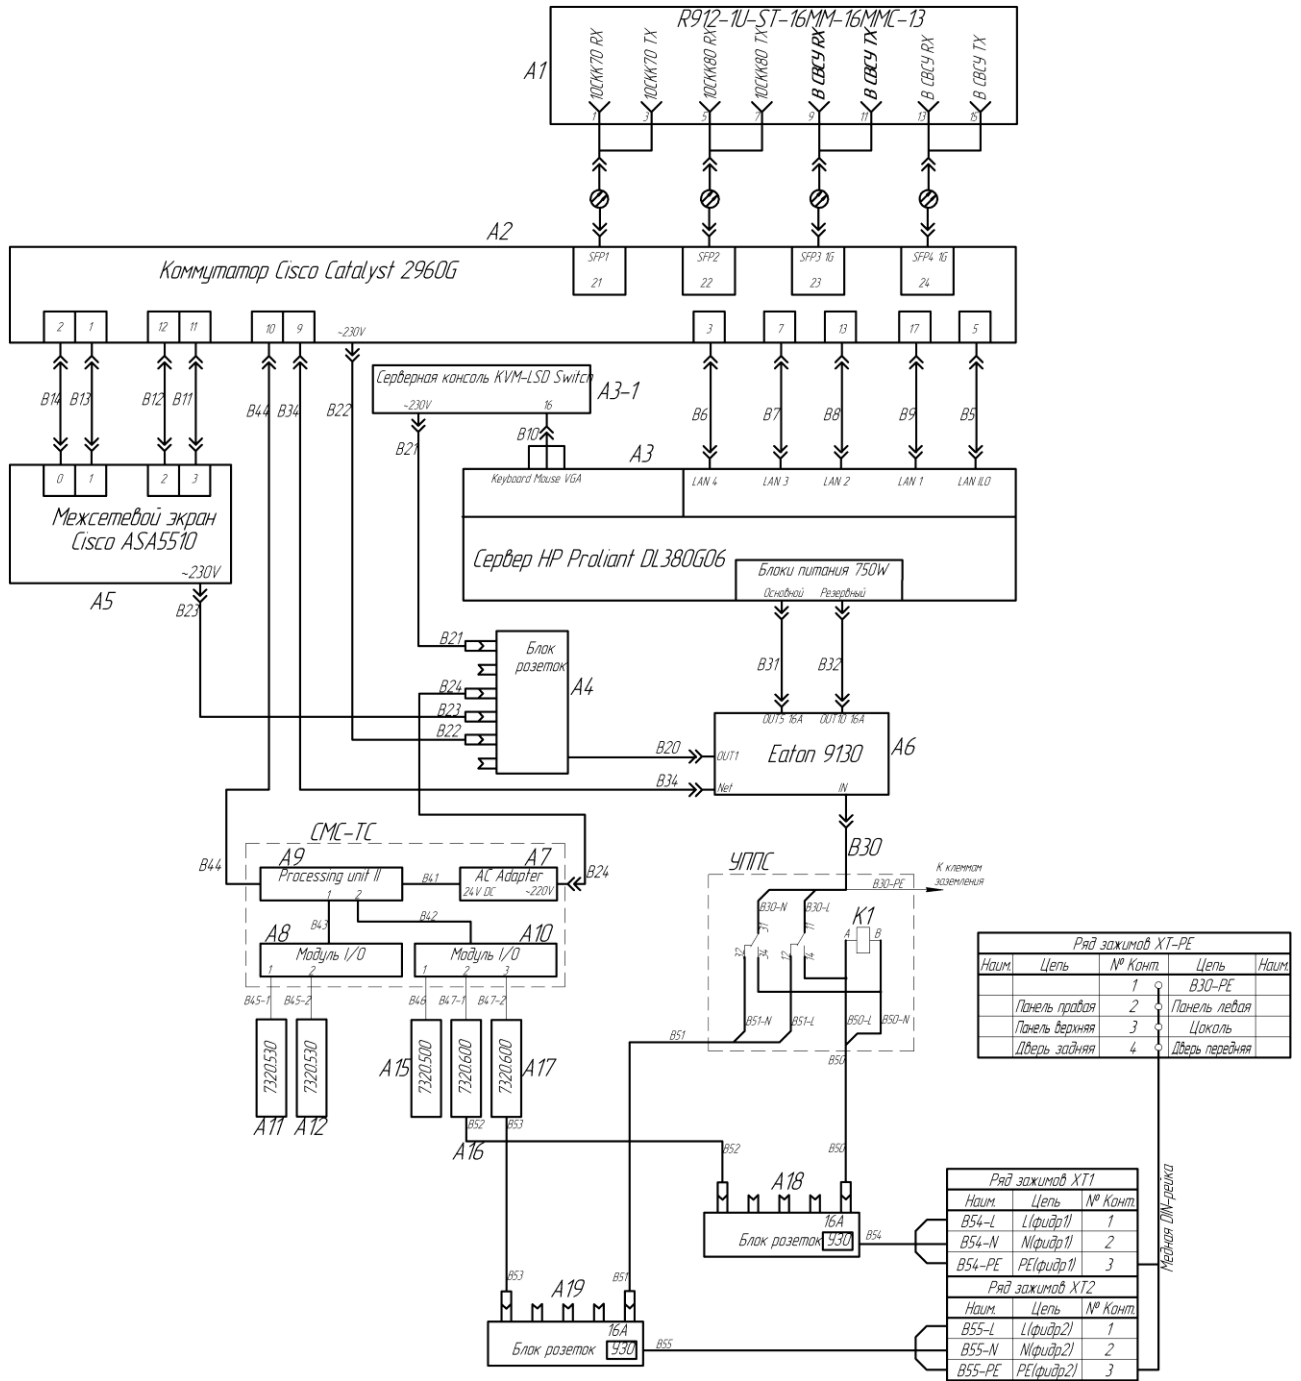 R912-1U-ST-16MM-16MMC-13
A1
10CKK70 RX
10CKK70 TX
10CKK80 RX
10CKK80 TX
В СВСУ RX
В СВСУ TX
В СВСУ RX
В СВСУ TX
1 3 5 7 9 11 13 15
A2
Коммутатор Cisco Catalyst 2960G
SFP1 SFP2 SFP3 1G SFP4 1G
21 22 23 24
2 1 12 11 10 9 ~230V 3 7 13 17 5
Серверная консоль KVM-LSD Switch
A3-1
~230V 16
B14 B13 B12 B11 B44 B34 B22 B6 B7 B8 B9 B5
B21 B10
A3
0 1 2 3
Keyboard Mouse VGA
LAN 4 LAN 3 LAN 2 LAN 1 LAN ILO
Межсетевой экран
Cisco ASA5510
~230V
A5
B23
Сервер HP Proliant DL380G06
Блоки питания 750W
Основной Резервный
B21
Блок
розеток
A4
B24
B23
B22
B31 B32
OUT5 16A OUT10 16A
B20
OUT1
Eaton 9130
A6
B34
Net
IN
СМС-ТС
B30
A9
Processing unit II
1 2
B44
B41
A7
AC Adapter
24V DC ~220V
B24
B43 B42
A8
Модуль I/O
1 2
A10
Модуль I/O
1 2 3
B45-1 B45-2 B46 B47-1 B47-2
7320.530
7320.530
7320.500
7320.600
7320.600
A11 A12 A15 A16 A17
B52 B53
УППС
К клеммам
заземления
B30-PE
B30-N B30-L
K1
A B
31 11
32 34 12 14
B51-N B51-L B50-L B50-N
B51
B50
Ряд зажимов XT-PE
Наим. Цепь № Конт. Цепь Наим.
1 B30-PE
Панель правая 2 Панель левая
Панель верхняя 3 Цоколь
Дверь задняя 4 Дверь передняя
B52 B50
A18
16A
Блок розеток У30
B54
Медная DIN-рейка
Ряд зажимов XT1
Наим. Цепь № Конт.
B54-L L(фидр1) 1
B54-N N(фидр1) 2
B54-PE PE(фидр1) 3
Ряд зажимов XT2
Наим. Цепь № Конт.
B55-L L(фидр2) 1
B55-N N(фидр2) 2
B55-PE PE(фидр2) 3
B53 B51
A19
16A
Блок розеток У30
B55